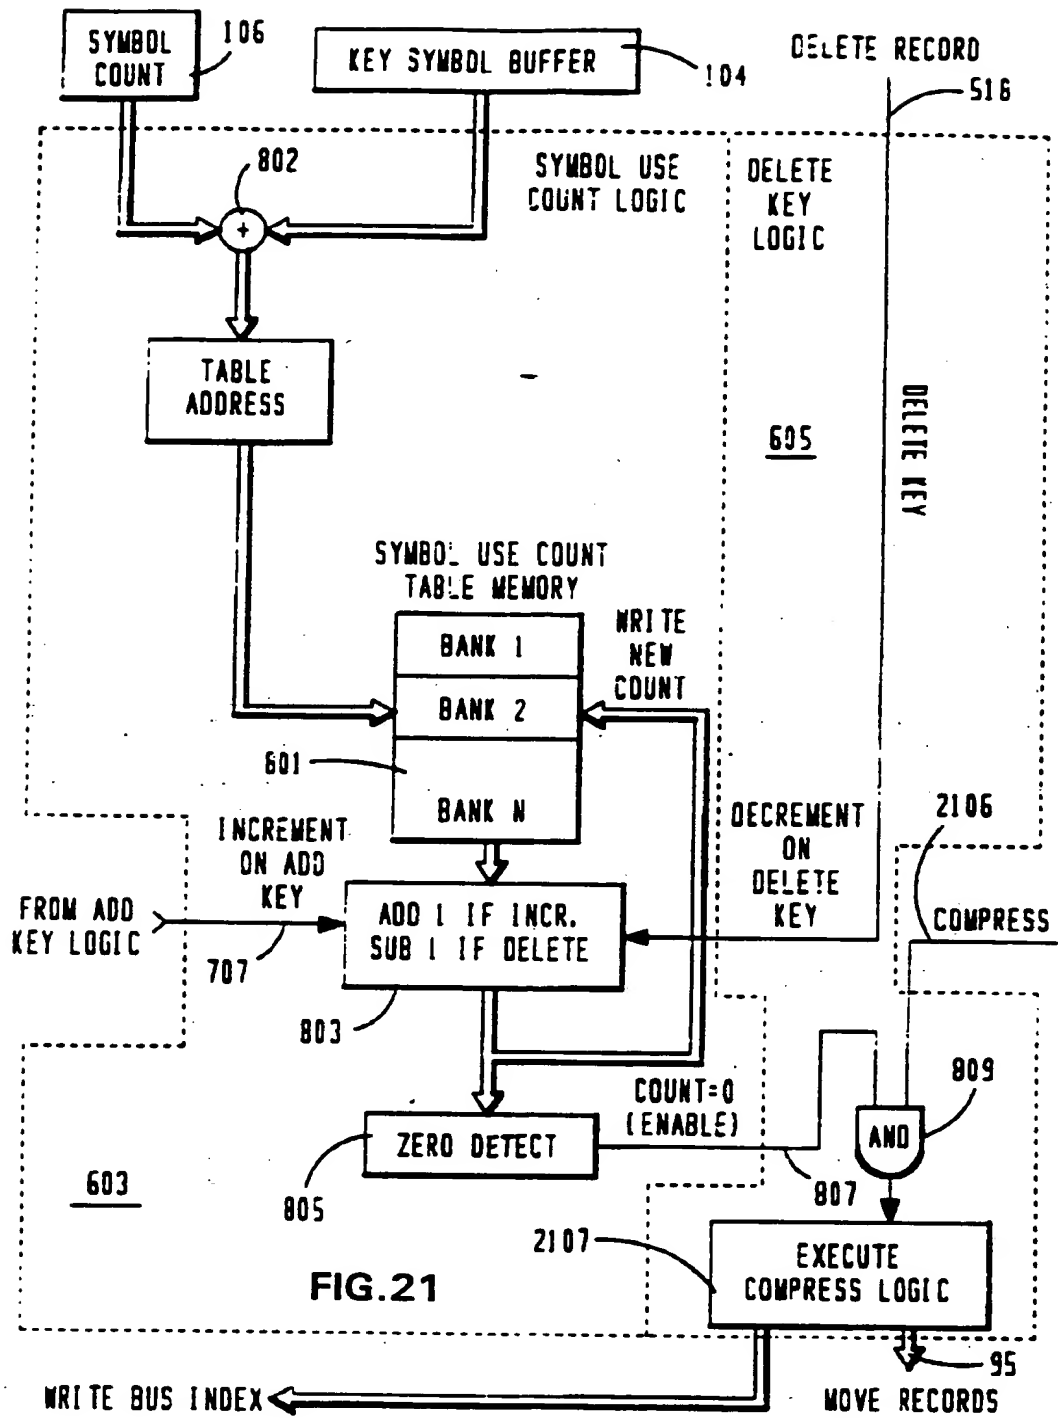 SYMBOL
COUNT
106
KEY SYMBOL BUFFER
104
DELETE RECORD
516
802
+
SYMBOL USE
COUNT LOGIC
DELETE
KEY
LOGIC
TABLE
ADDRESS
605
DELETE KEY
SYMBOL USE COUNT
TABLE MEMORY
BANK 1
BANK 2
BANK N
601
WRITE
NEW
COUNT
INCREMENT
ON ADD
KEY
DECREMENT
ON
DELETE
KEY
2106
COMPRESS
FROM ADD
KEY LOGIC
707
ADD 1 IF INCR.
SUB 1 IF DELETE
803
COUNT=0
(ENABLE)
809
AND
ZERO DETECT
805
807
603
2107
EXECUTE
COMPRESS LOGIC
FIG.21
95
WRITE BUS INDEX
MOVE RECORDS